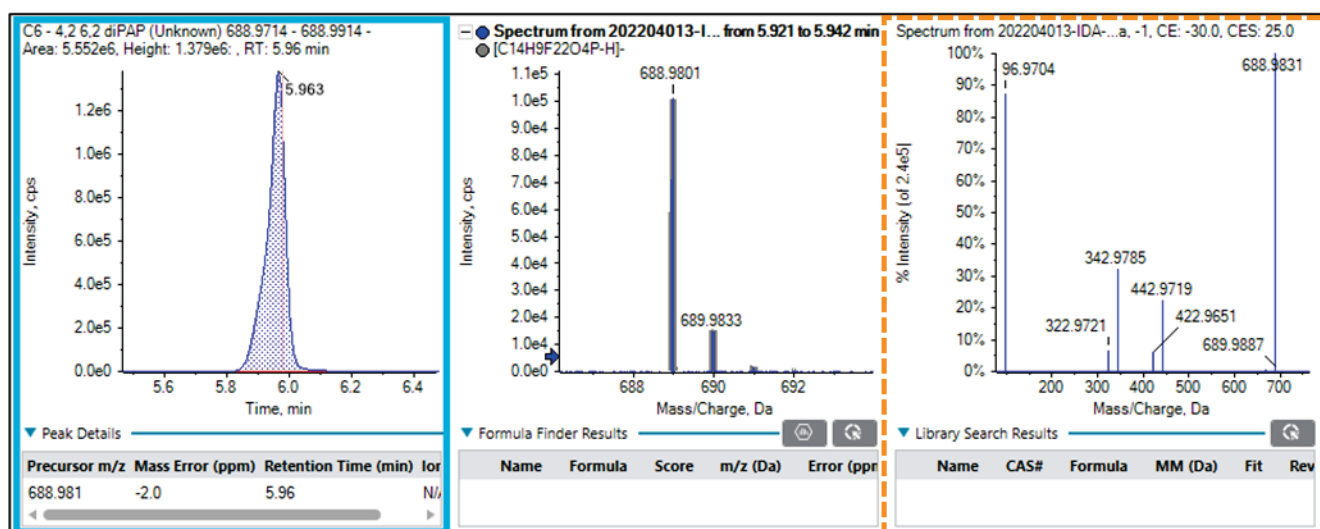 C6 - 4,2 6,2 diPAP (Unknown) 688.9714 - 688.9914 -
Area: 5.552e6, Height: 1.379e6: , RT: 5.96 min
5.963
1.2e6
1.0e6
8.0e5
6.0e5
4.0e5
2.0e5
0.0e0
Intensity, cps
5.6 5.8 6.0 6.2 6.4
Time, min
Peak Details
Precursor m/z Mass Error (ppm) Retention Time (min) Ior
688.981 -2.0 5.96 N/
Spectrum from 202204013-I... from 5.921 to 5.942 min
[C14H9F22O4P-H]-
688.9801
1.1e5
1.0e5
9.0e4
8.0e4
7.0e4
6.0e4
5.0e4
4.0e4
3.0e4
2.0e4
1.0e4
0.0e0
689.9833
Intensity, cps
688 690 692
Mass/Charge, Da
Formula Finder Results
Name Formula Score m/z (Da) Error (ppr
Spectrum from 202204013-IDA-...a, -1, CE: -30.0, CES: 25.0
100%
90%
80%
70%
60%
50%
40%
30%
20%
10%
0%
96.9704
688.9831
342.9785
442.9719
322.9721
422.9651
689.9887
% Intensity [of 2.4e5]
200 300 400 500 600 700
Mass/Charge, Da
Library Search Results
Name CAS# Formula MM (Da) Fit Rev